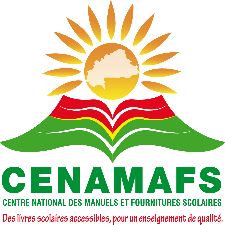 CENAMAFS
CENTRE NATIONAL DES MANUELS ET FOURNITURES SCOLAIRES
Des livres scolaires accessibles, pour un enseignement de qualité.